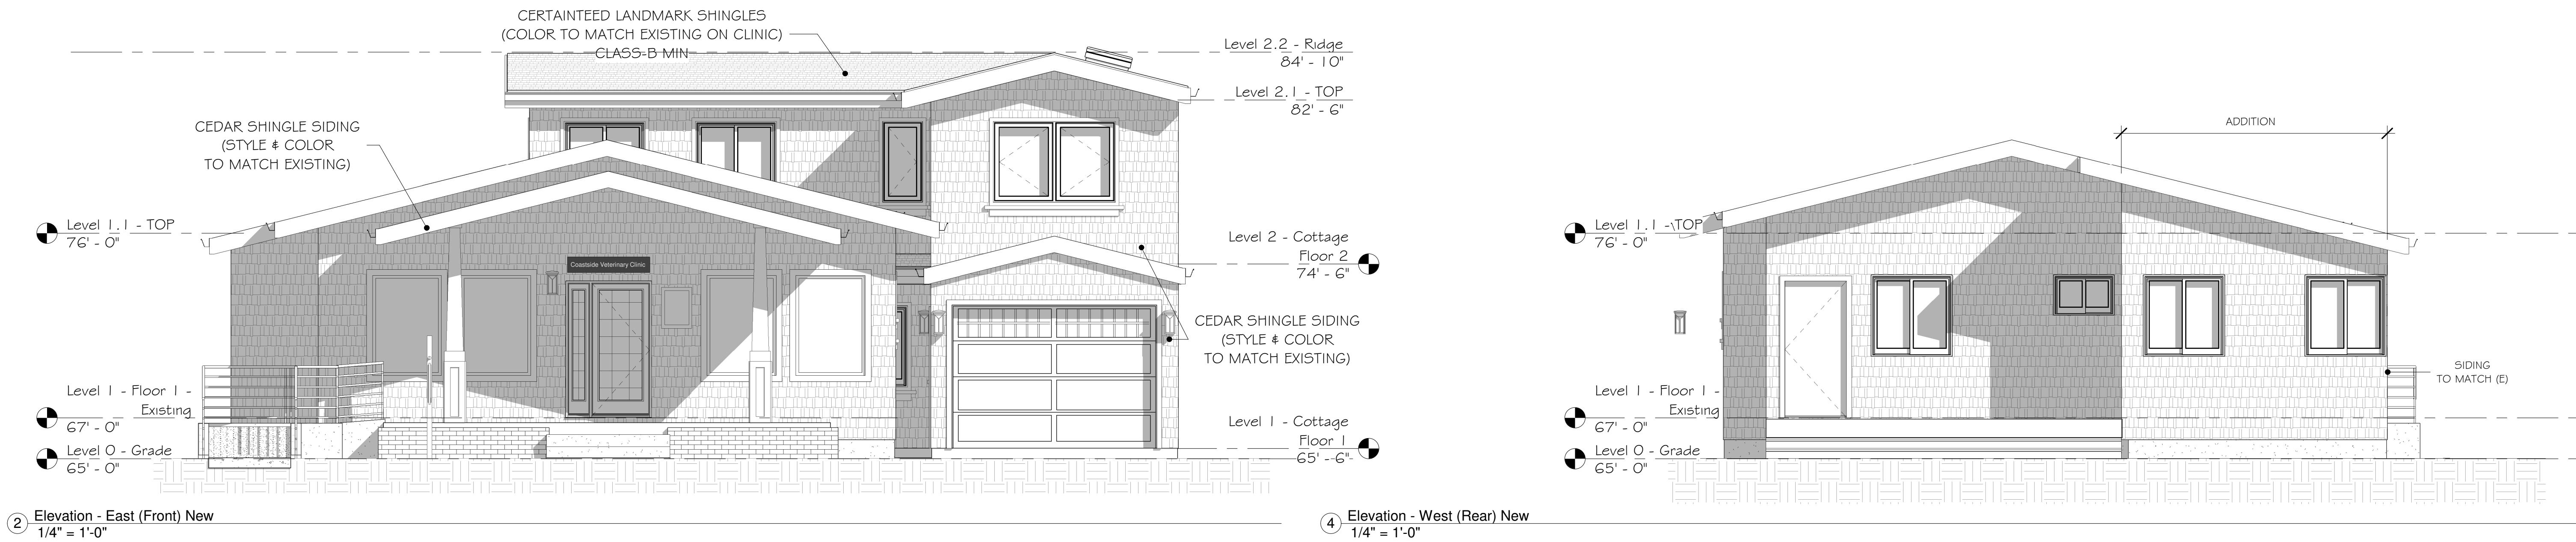 CERTAINTEED LANDMARK SHINGLES
(COLOR TO MATCH EXISTING ON CLINIC)
CLASS-B MIN
Level 2.2 - Ridge
84' - 10"
Level 2.1 - TOP
82' - 6"
CEDAR SHINGLE SIDING
(STYLE & COLOR
TO MATCH EXISTING)
Level 1.1 - TOP
76' - 0"
Coastside Veterinary Clinic
Level 2 - Cottage
Floor 2
74' - 6"
CEDAR SHINGLE SIDING
(STYLE & COLOR
TO MATCH EXISTING)
Level 1 - Floor 1 -
Existing
67' - 0"
Level 0 - Grade
65' - 0"
Level 1 - Cottage
Floor 1
65' - 6"
2
Elevation - East (Front) New
1/4" = 1'-0"
ADDITION
Level 1.1 - TOP
76' - 0"
Level 1 - Floor 1 -
Existing
67' - 0"
Level 0 - Grade
65' - 0"
SIDING
TO MATCH (E)
4
Elevation - West (Rear) New
1/4" = 1'-0"